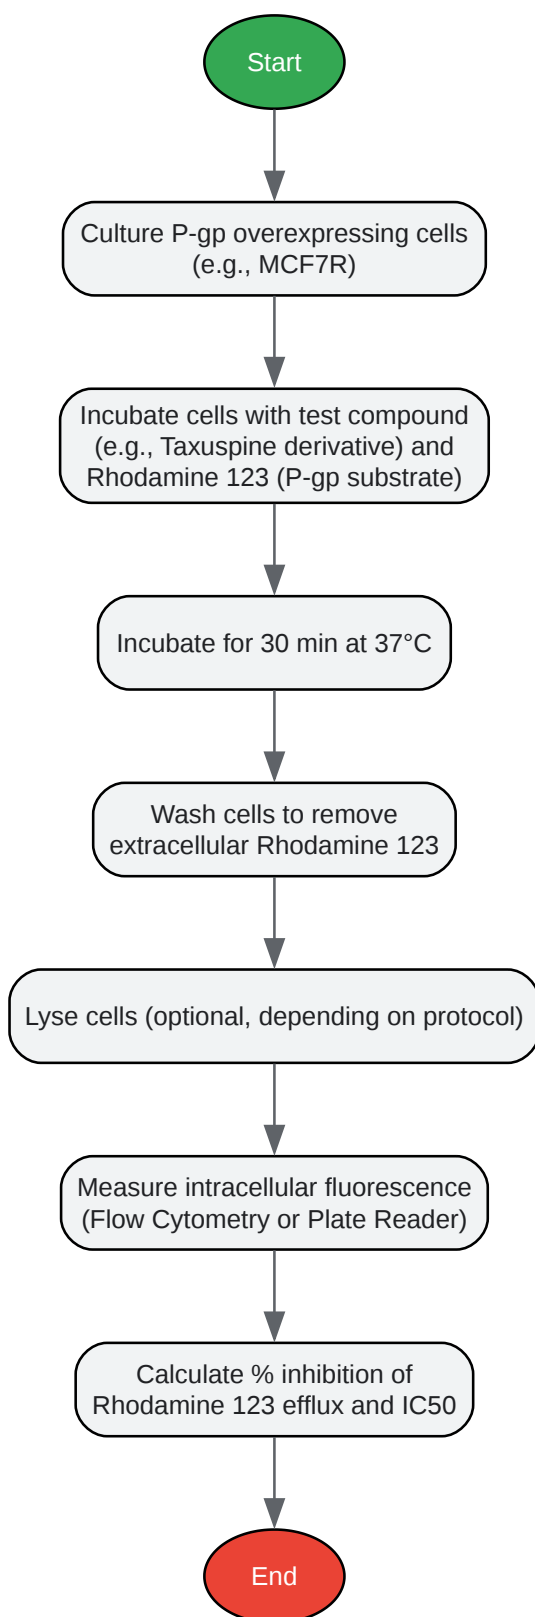 Start
Culture P-gp overexpressing cells
(e.g., MCF7R)
Incubate cells with test compound
(e.g., Taxuspine derivative) and
Rhodamine 123 (P-gp substrate)
Incubate for 30 min at 37°C
Wash cells to remove
extracellular Rhodamine 123
Lyse cells (optional, depending on protocol)
Measure intracellular fluorescence
(Flow Cytometry or Plate Reader)
Calculate % inhibition of
Rhodamine 123 efflux and IC50
End